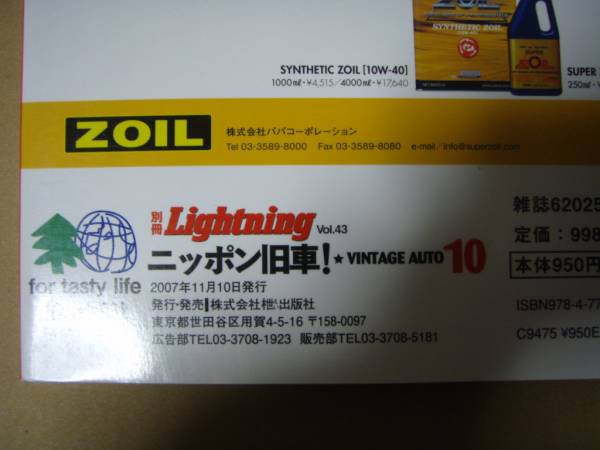 ZOIL
SYNTHETIC ZOIL
SUPER
SYNTHETIC ZOIL [10W-40]
1000ml・¥4,515/4000ml・¥17,640
SUPER
250ml・
ZOIL
株式会社パパコーポレーション
Tel 03-3589-8000 Fax 03-3589-8080 e-mail/info@superzoil.com
for tasty life
別冊 Lightning Vol.43
ニッポン旧車!★VINTAGE AUTO 10
2007年11月10日発行
発行・発売 株式会社枻出版社
東京都世田谷区用賀4-5-16 〒158-0097
広告部TEL03-3708-1923 販売部TEL03-3708-5181
雑誌62025
定価:998
本体950円
ISBN978-4-77
C9475 ¥950E